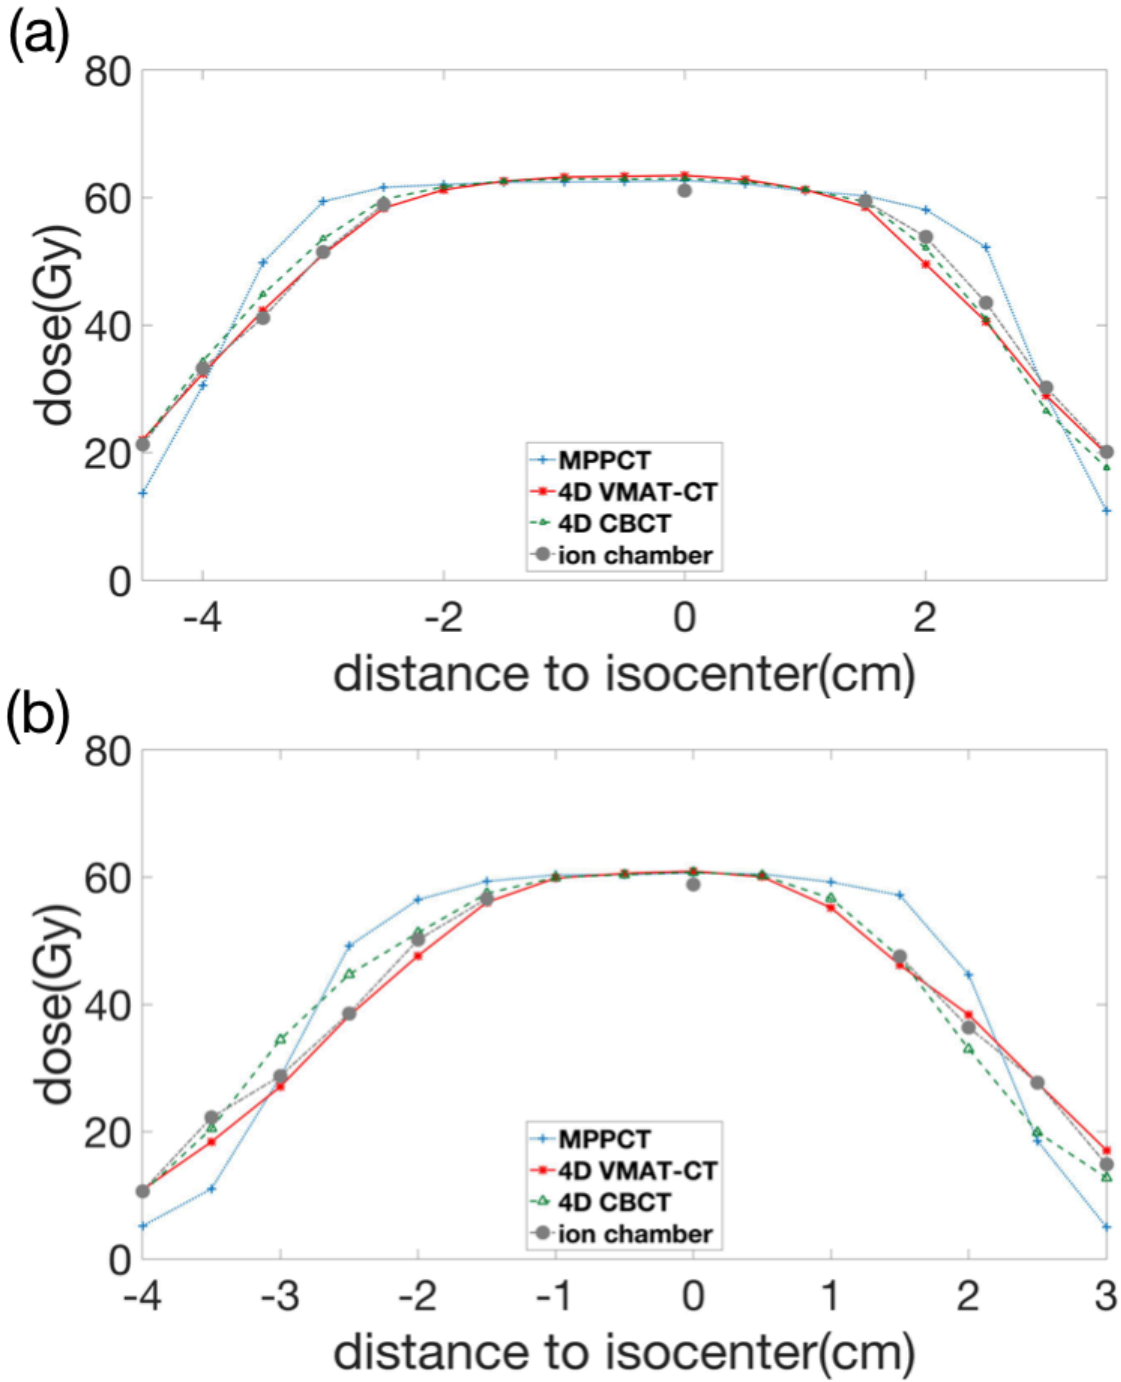 (a)
80
60
40
20
0
dose(Gy)
MPPCT
4D VMAT-CT
4D CBCT
ion chamber
-4 -2 0 2
distance to isocenter(cm)
(b)
80
60
40
20
0
dose(Gy)
MPPCT
4D VMAT-CT
4D CBCT
ion chamber
-4 -3 -2 -1 0 1 2 3
distance to isocenter(cm)